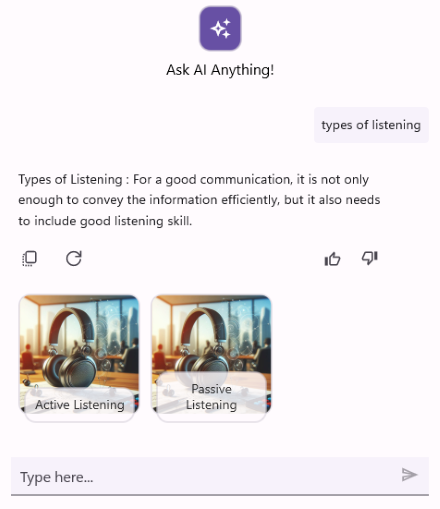 Ask AI Anything!
types of listening
Types of Listening : For a good communication, it is not only
enough to convey the information efficiently, but it also needs
to include good listening skill.
Active Listening
Passive
Listening
Type here...